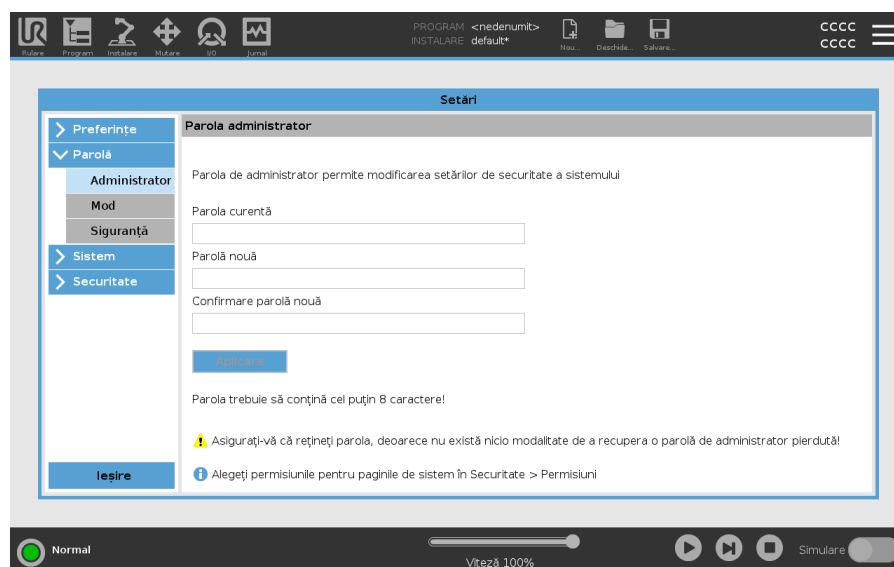 UR
Rulare
Program
Instalare
Mutare
I/O
Jurnal
PROGRAM <nedenumit>
INSTALARE default*
Nou...
Deschide...
Salvare...
cccc
cccc
Setări
Preferințe
Parolă
Administrator
Mod
Siguranță
Sistem
Securitate
Ieșire
Parola administrator
Parola de administrator permite modificarea setărilor de securitate a sistemului
Parola curentă
Parolă nouă
Confirmare parolă nouă
Aplicare
Parola trebuie să conțină cel puțin 8 caractere!
Asigurați-vă că rețineți parola, deoarece nu există nicio modalitate de a recupera o parolă de administrator pierdută!
Alegeți permisiunile pentru paginile de sistem în Securitate > Permisiuni
Normal
Viteză 100%
Simulare